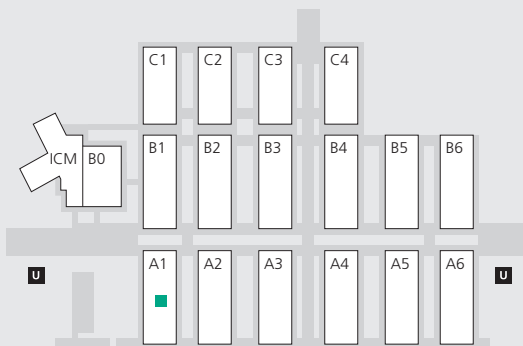 C1 C2 C3 C4
ICM B0 B1 B2 B3 B4 B5 B6
A1 A2 A3 A4 A5 A6
U U